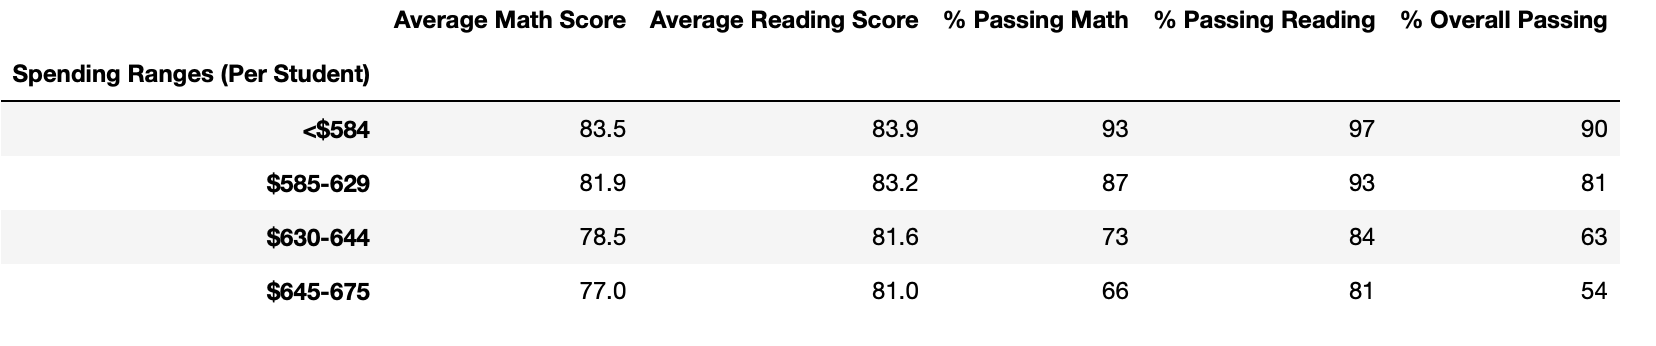 Average Math Score Average Reading Score % Passing Math % Passing Reading % Overall Passing
Spending Ranges (Per Student)
<$584 83.5 83.9 93 97 90
$585-629 81.9 83.2 87 93 81
$630-644 78.5 81.6 73 84 63
$645-675 77.0 81.0 66 81 54